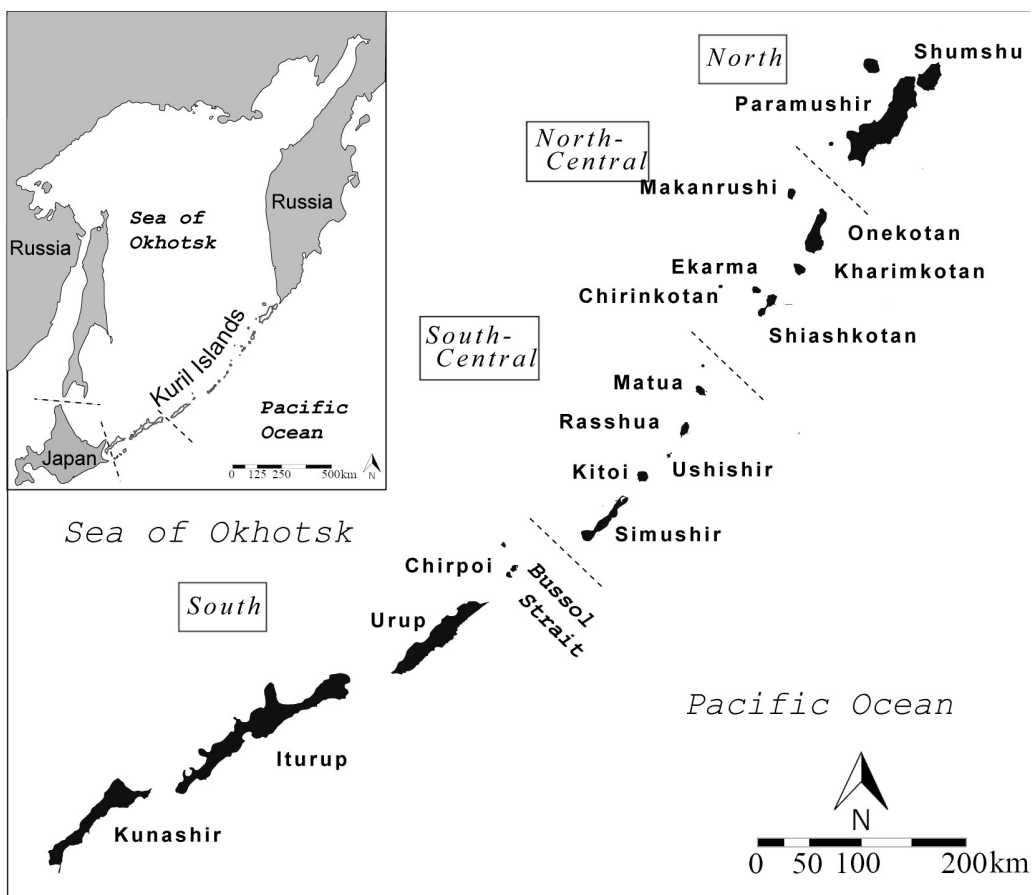 North
Shumshu
Paramushir
North-
Central
Makanrushi
Onekotan
Ekarma
Kharimkotan
Chirinkotan
Shiashkotan
South-
Central
Matua
Rasshua
Kitoi
Ushishir
Simushir
Sea of Okhotsk
Chirpoi
Bussol
Strait
South
Urup
Pacific Ocean
Iturup
Kunashir
N
0 50 100 200km
Russia
Russia
Sea of
Okhotsk
Kuril Islands
Pacific
Ocean
Japan
0 125 250 500km
N